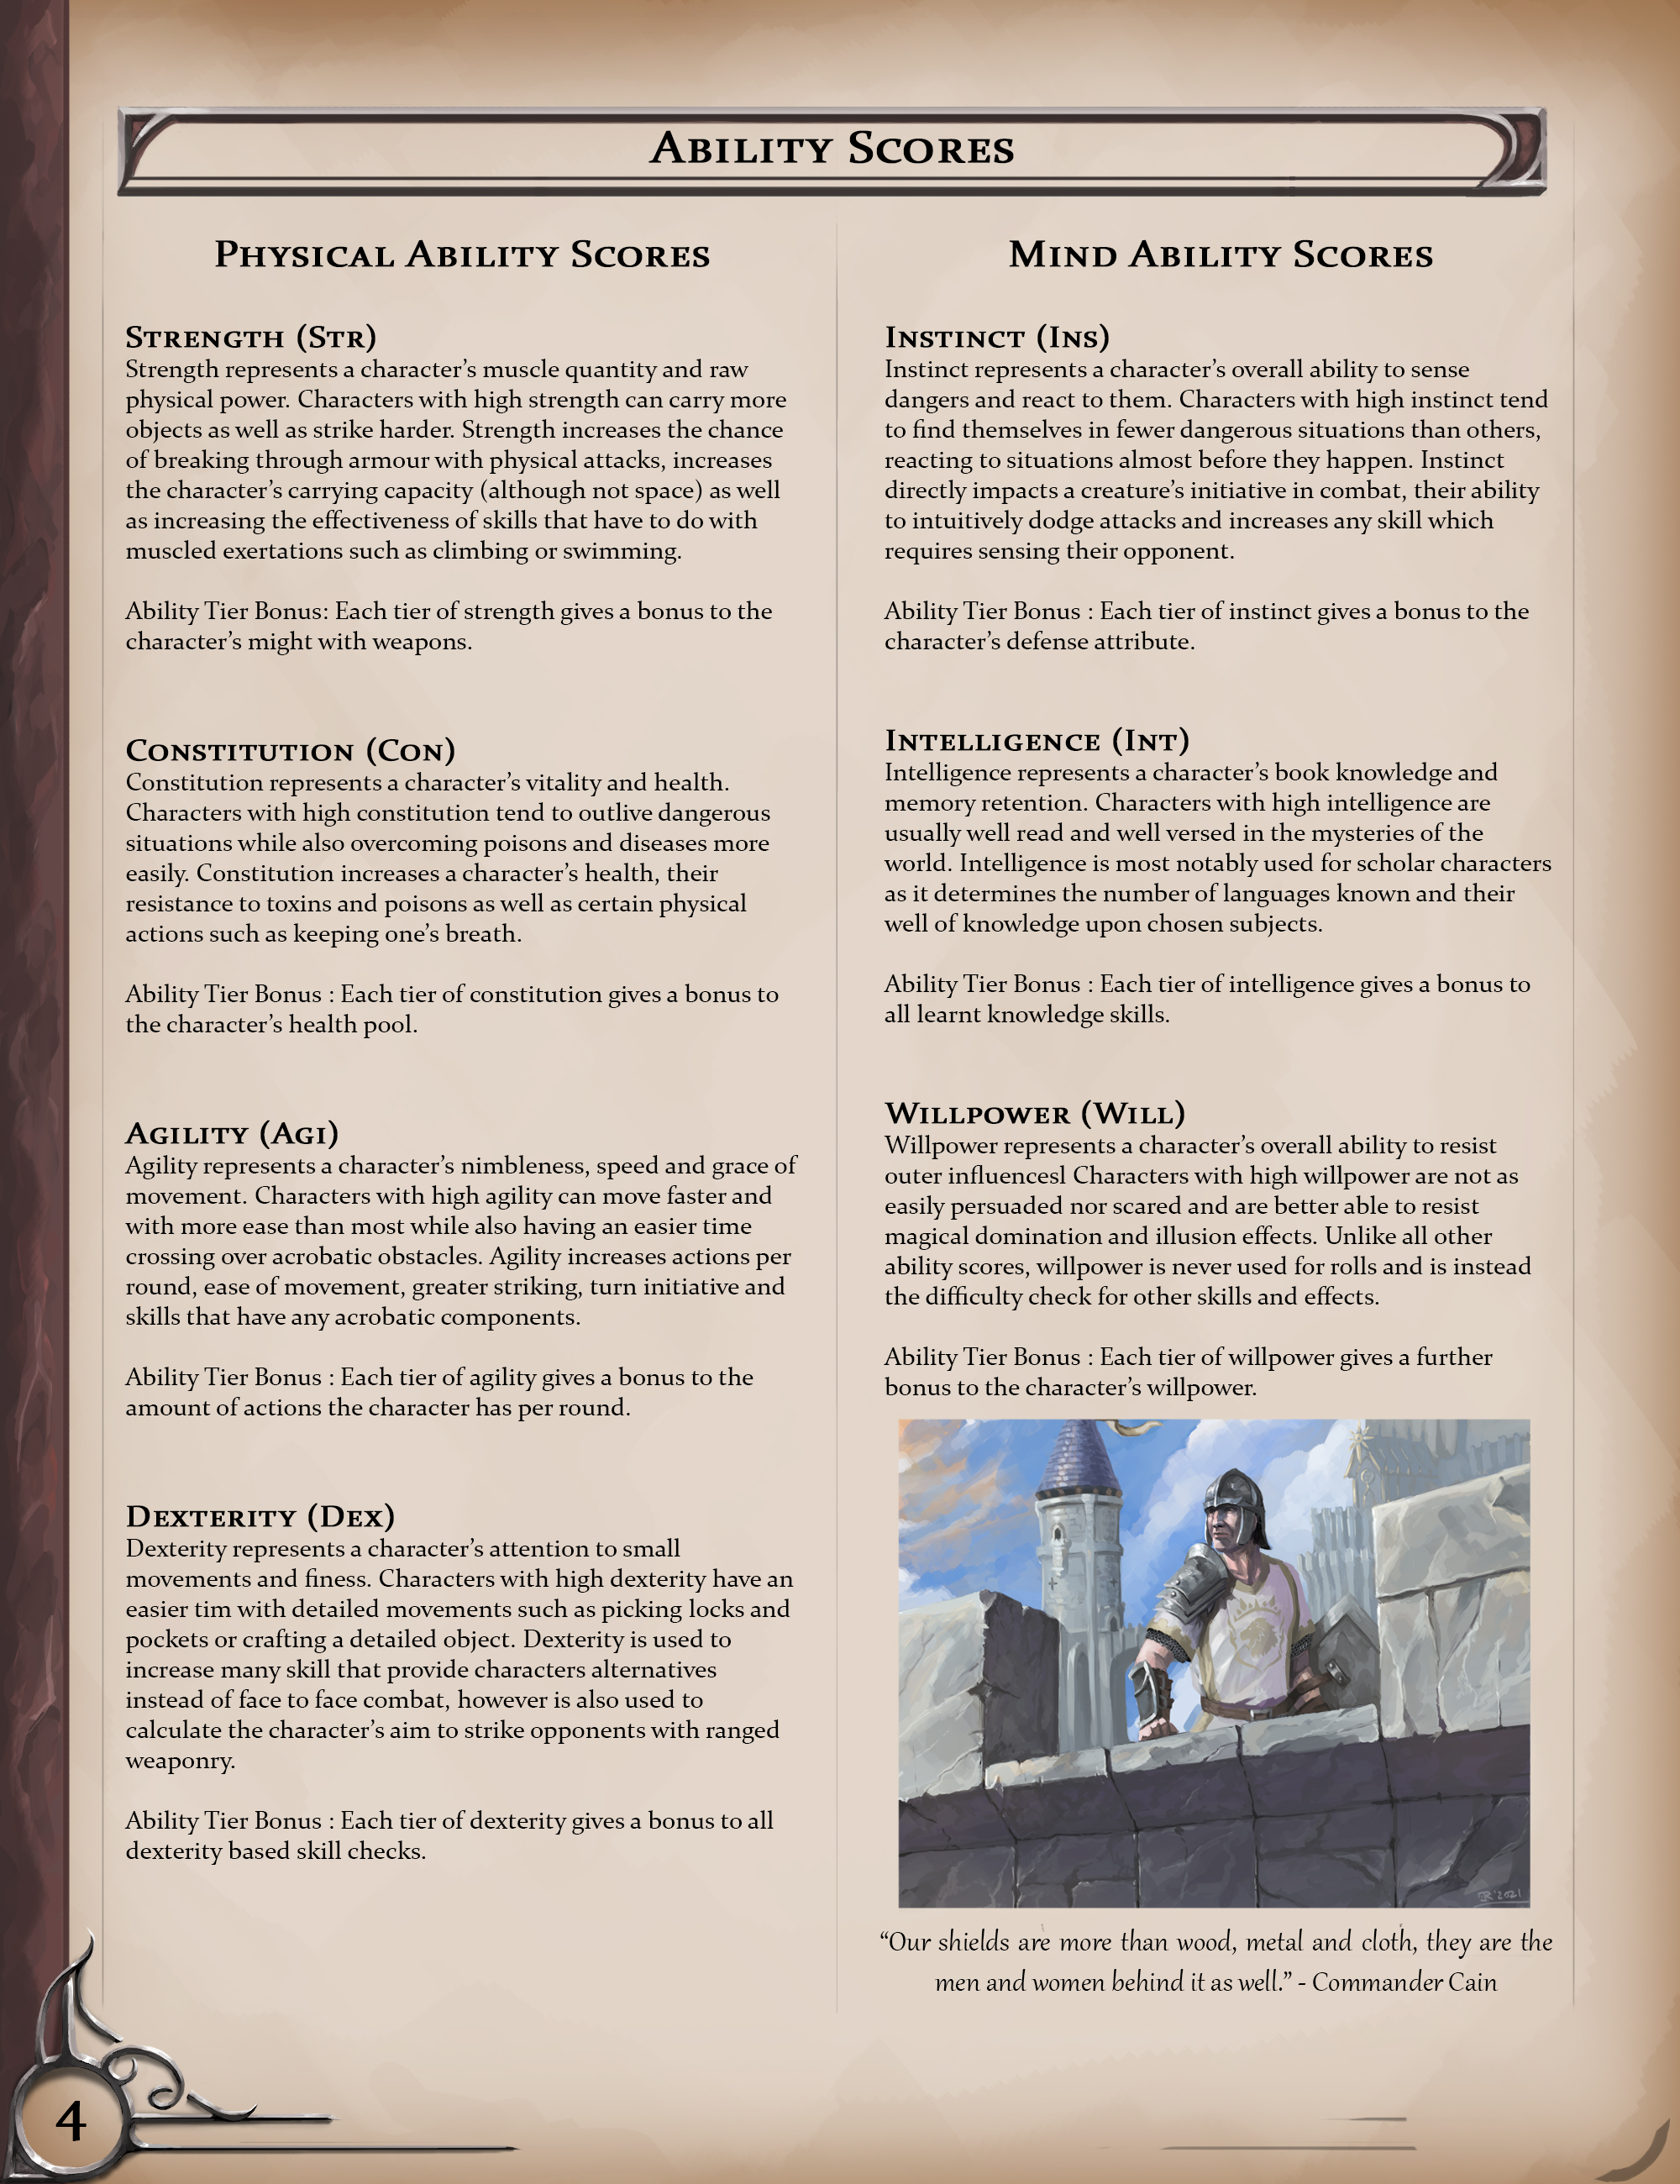 Ability Scores
Physical Ability Scores
Strength (Str)
Strength represents a character’s muscle quantity and raw
physical power. Characters with high strength can carry more
objects as well as strike harder. Strength increases the chance
of breaking through armour with physical attacks, increases
the character’s carrying capacity (although not space) as well
as increasing the effectiveness of skills that have to do with
muscled exertations such as climbing or swimming.
Ability Tier Bonus: Each tier of strength gives a bonus to the
character’s might with weapons.
Constitution (Con)
Constitution represents a character’s vitality and health.
Characters with high constitution tend to outlive dangerous
situations while also overcoming poisons and diseases more
easily. Constitution increases a character’s health, their
resistance to toxins and poisons as well as certain physical
actions such as keeping one’s breath.
Ability Tier Bonus : Each tier of constitution gives a bonus to
the character’s health pool.
Agility (Agi)
Agility represents a character’s nimbleness, speed and grace of
movement. Characters with high agility can move faster and
with more ease than most while also having an easier time
crossing over acrobatic obstacles. Agility increases actions per
round, ease of movement, greater striking, turn initiative and
skills that have any acrobatic components.
Ability Tier Bonus : Each tier of agility gives a bonus to the
amount of actions the character has per round.
Dexterity (Dex)
Dexterity represents a character’s attention to small
movements and finess. Characters with high dexterity have an
easier tim with detailed movements such as picking locks and
pockets or crafting a detailed object. Dexterity is used to
increase many skill that provide characters alternatives
instead of face to face combat, however is also used to
calculate the character’s aim to strike opponents with ranged
weaponry.
Ability Tier Bonus : Each tier of dexterity gives a bonus to all
dexterity based skill checks.
Mind Ability Scores
Instinct (Ins)
Instinct represents a character’s overall ability to sense
dangers and react to them. Characters with high instinct tend
to find themselves in fewer dangerous situations than others,
reacting to situations almost before they happen. Instinct
directly impacts a creature’s initiative in combat, their ability
to intuitively dodge attacks and increases any skill which
requires sensing their opponent.
Ability Tier Bonus : Each tier of instinct gives a bonus to the
character’s defense attribute.
Intelligence (Int)
Intelligence represents a character’s book knowledge and
memory retention. Characters with high intelligence are
usually well read and well versed in the mysteries of the
world. Intelligence is most notably used for scholar characters
as it determines the number of languages known and their
well of knowledge upon chosen subjects.
Ability Tier Bonus : Each tier of intelligence gives a bonus to
all learnt knowledge skills.
Willpower (Will)
Willpower represents a character’s overall ability to resist
outer influencesl Characters with high willpower are not as
easily persuaded nor scared and are better able to resist
magical domination and illusion effects. Unlike all other
ability scores, willpower is never used for rolls and is instead
the difficulty check for other skills and effects.
Ability Tier Bonus : Each tier of willpower gives a further
bonus to the character’s willpower.
“Our shields are more than wood, metal and cloth, they are the
men and women behind it as well.” - Commander Cain
4